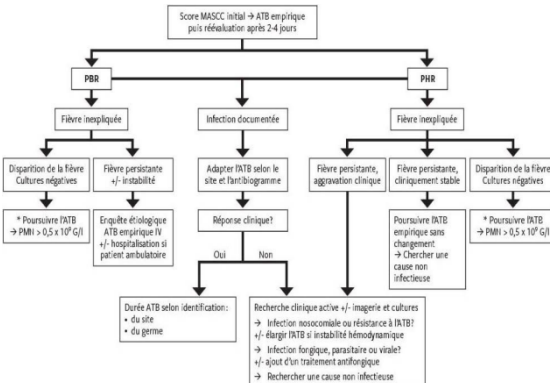 Score MASCC initial → ATB empirique
puis réévaluation après 2-4 jours
PBR
PHR
Fièvre inexpliquée
Infection documentée
Fièvre inexpliquée
Disparition de la fièvre
Cultures négatives
Fièvre persistante
+/- instabilité
Adapter l'ATB selon le
site et l'antibiogramme
Fièvre persistante,
aggravation clinique
Fièvre persistante,
cliniquement stable
Disparition de la fièvre
Cultures négatives
* Poursuivre l'ATB
→ PMN > 0,5 x 10⁹ G/l
Enquête étiologique
ATB empirique IV
+/- hospitalisation si
patient ambulatoire
Réponse clinique?
Poursuivre l'ATB
empirique sans
changement
→ Chercher une
cause non
infectieuse
* Poursuivre l'ATB
→ PMN > 0,5 x 10⁹ G/l
Oui
Non
Durée ATB selon identification:
• du site
• du germe
Recherche clinique active +/- imagerie et cultures
→ Infection nosocomiale ou résistance à l'ATB?
+/- élargir l'ATB si instabilité hémodynamique
→ Infection fongique, parasitaire ou virale?
+/- ajout d'un traitement antifongique
→ Rechercher une cause non infectieuse